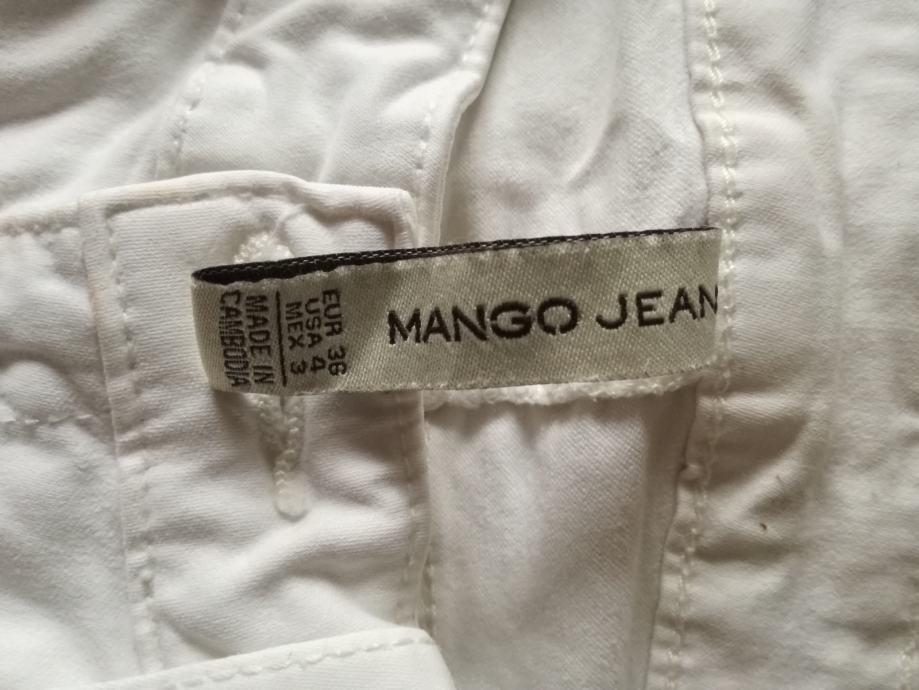 MANGO JEAN
EUR 36
USA 4
MEX 3
MADE IN
CAMBODIA